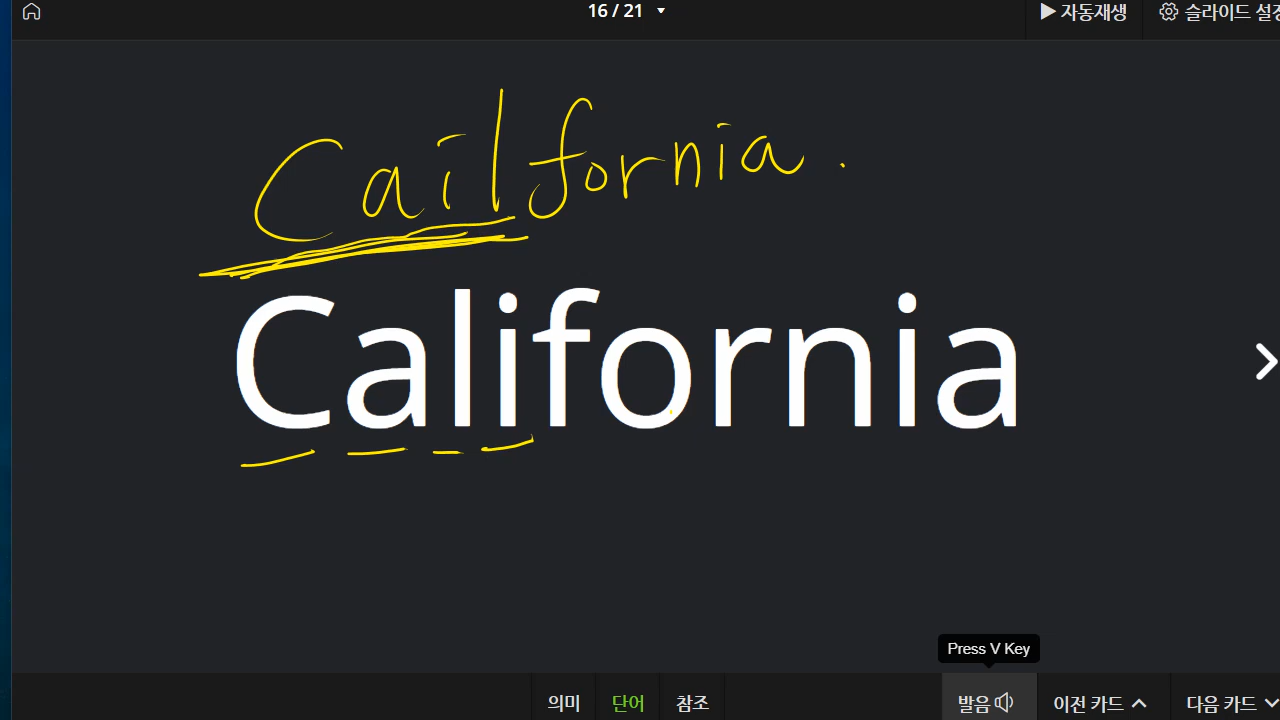 16 / 21
자동재생
슬라이드 설정
Cailfornia.
California
Press V Key
의미
단어
참조
발음
이전 카드
다음 카드